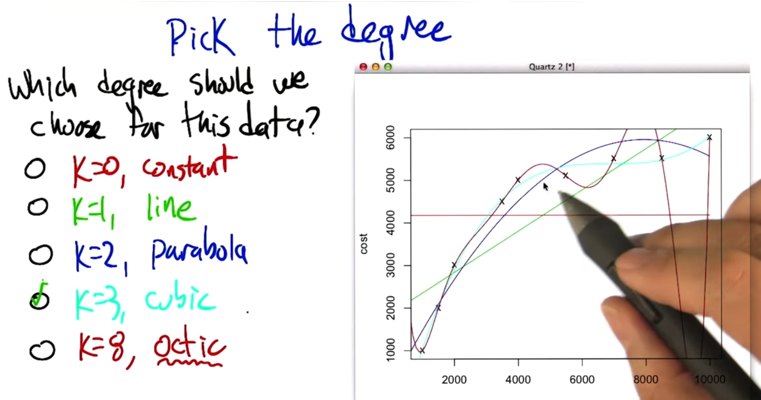 Pick the degree
Which degree should we
choose for this data?
K=0, constant
K=1, line
K=2, parabola
K=3, cubic
K=8, octic
Quartz 2 [*]
cost
6000
5000
4000
3000
2000
1000
2000
4000
6000
8000
10000